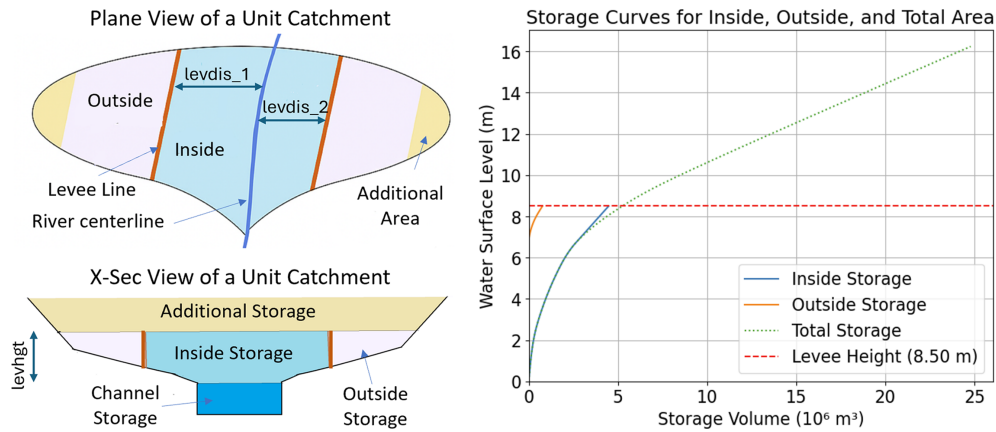 Plane View of a Unit Catchment
levdis_1
Outside
levdis_2
Inside
Levee Line
River centerline
Additional
Area
X-Sec View of a Unit Catchment
Additional Storage
Inside Storage
levhgt
Channel
Storage
Outside
Storage
Storage Curves for Inside, Outside, and Total Area
Water Surface Level (m)
16
14
12
10
8
6
4
2
0
Inside Storage
Outside Storage
Total Storage
Levee Height (8.50 m)
0 5 10 15 20 25
Storage Volume (10⁶ m³)